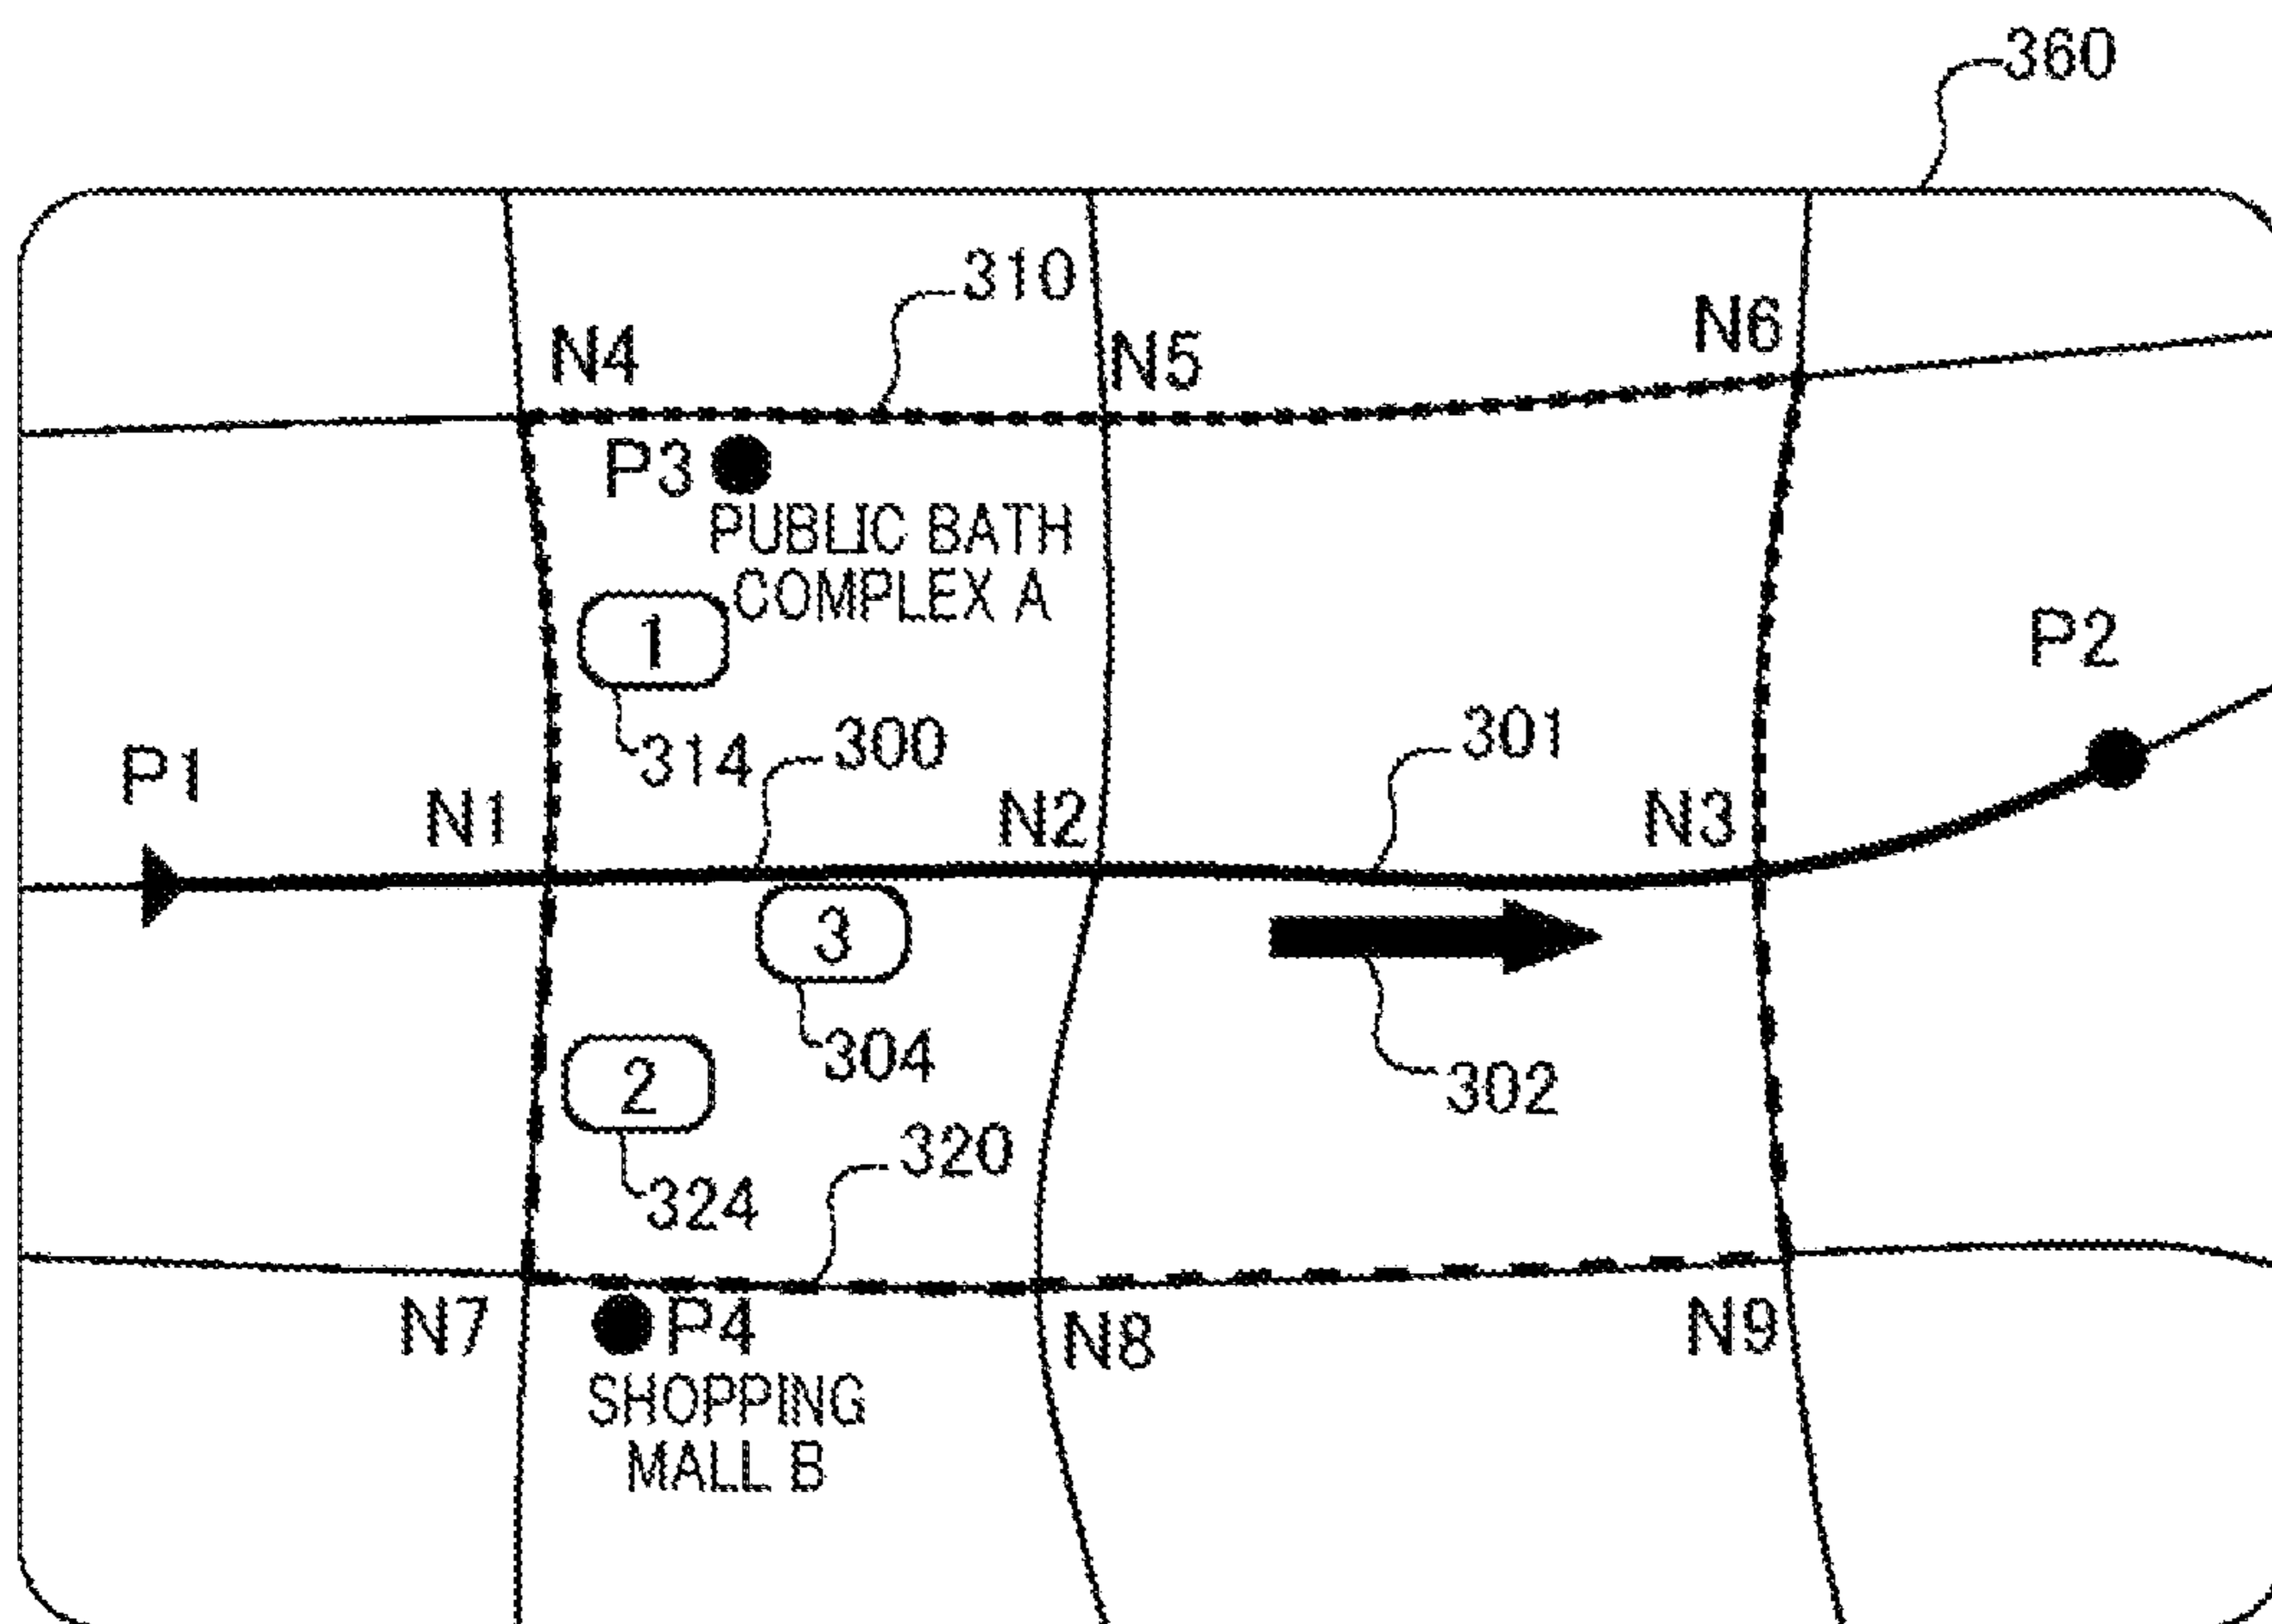 360
310
N4
N5
N6
P3
PUBLIC BATH
COMPLEX A
1
P2
314
300
301
P1
N1
N2
N3
3
304
2
302
320
324
N7
P4
N8
N9
SHOPPING
MALL B